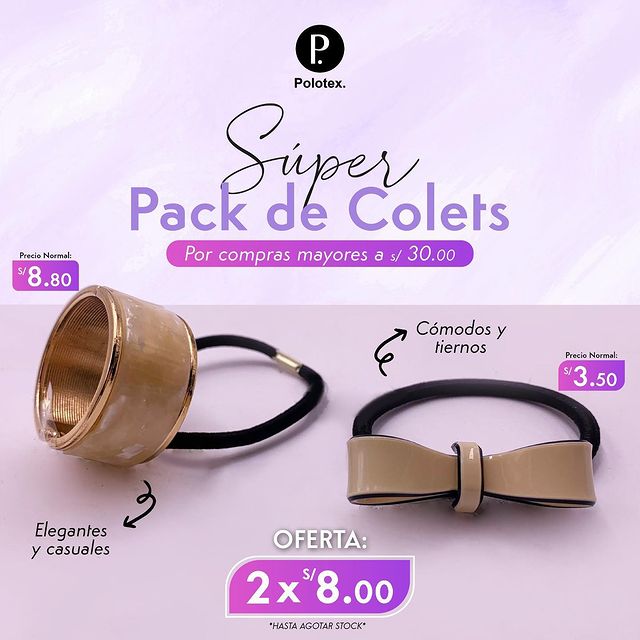 P.
Polotex.
Súper
Pack de Colets
Por compras mayores a s/ 30.00
Precio Normal:
S/8.80
Cómodos y
tiernos
Precio Normal:
S/3.50
Elegantes
y casuales
OFERTA:
2 x S/8.00
*HASTA AGOTAR STOCK*